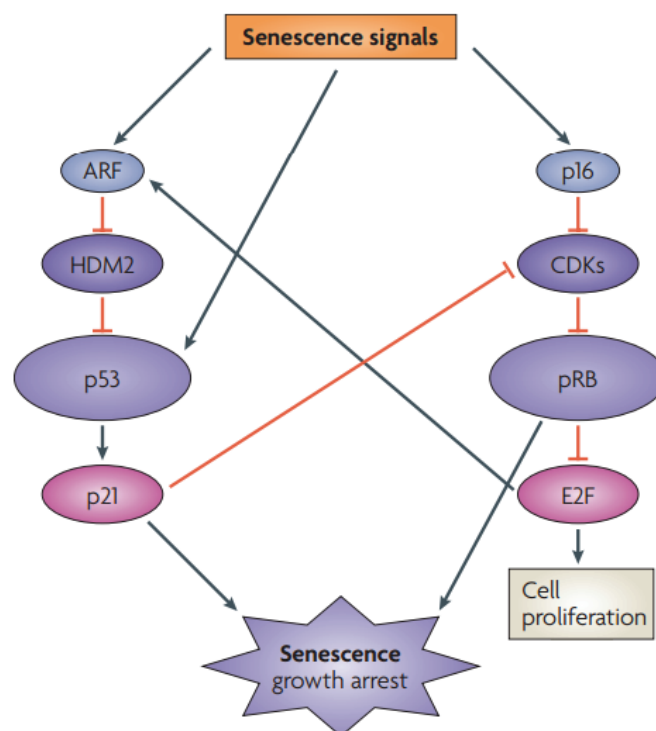 Senescence signals
ARF
p16
HDM2
CDKs
p53
pRB
p21
E2F
Cell
proliferation
Senescence
growth arrest